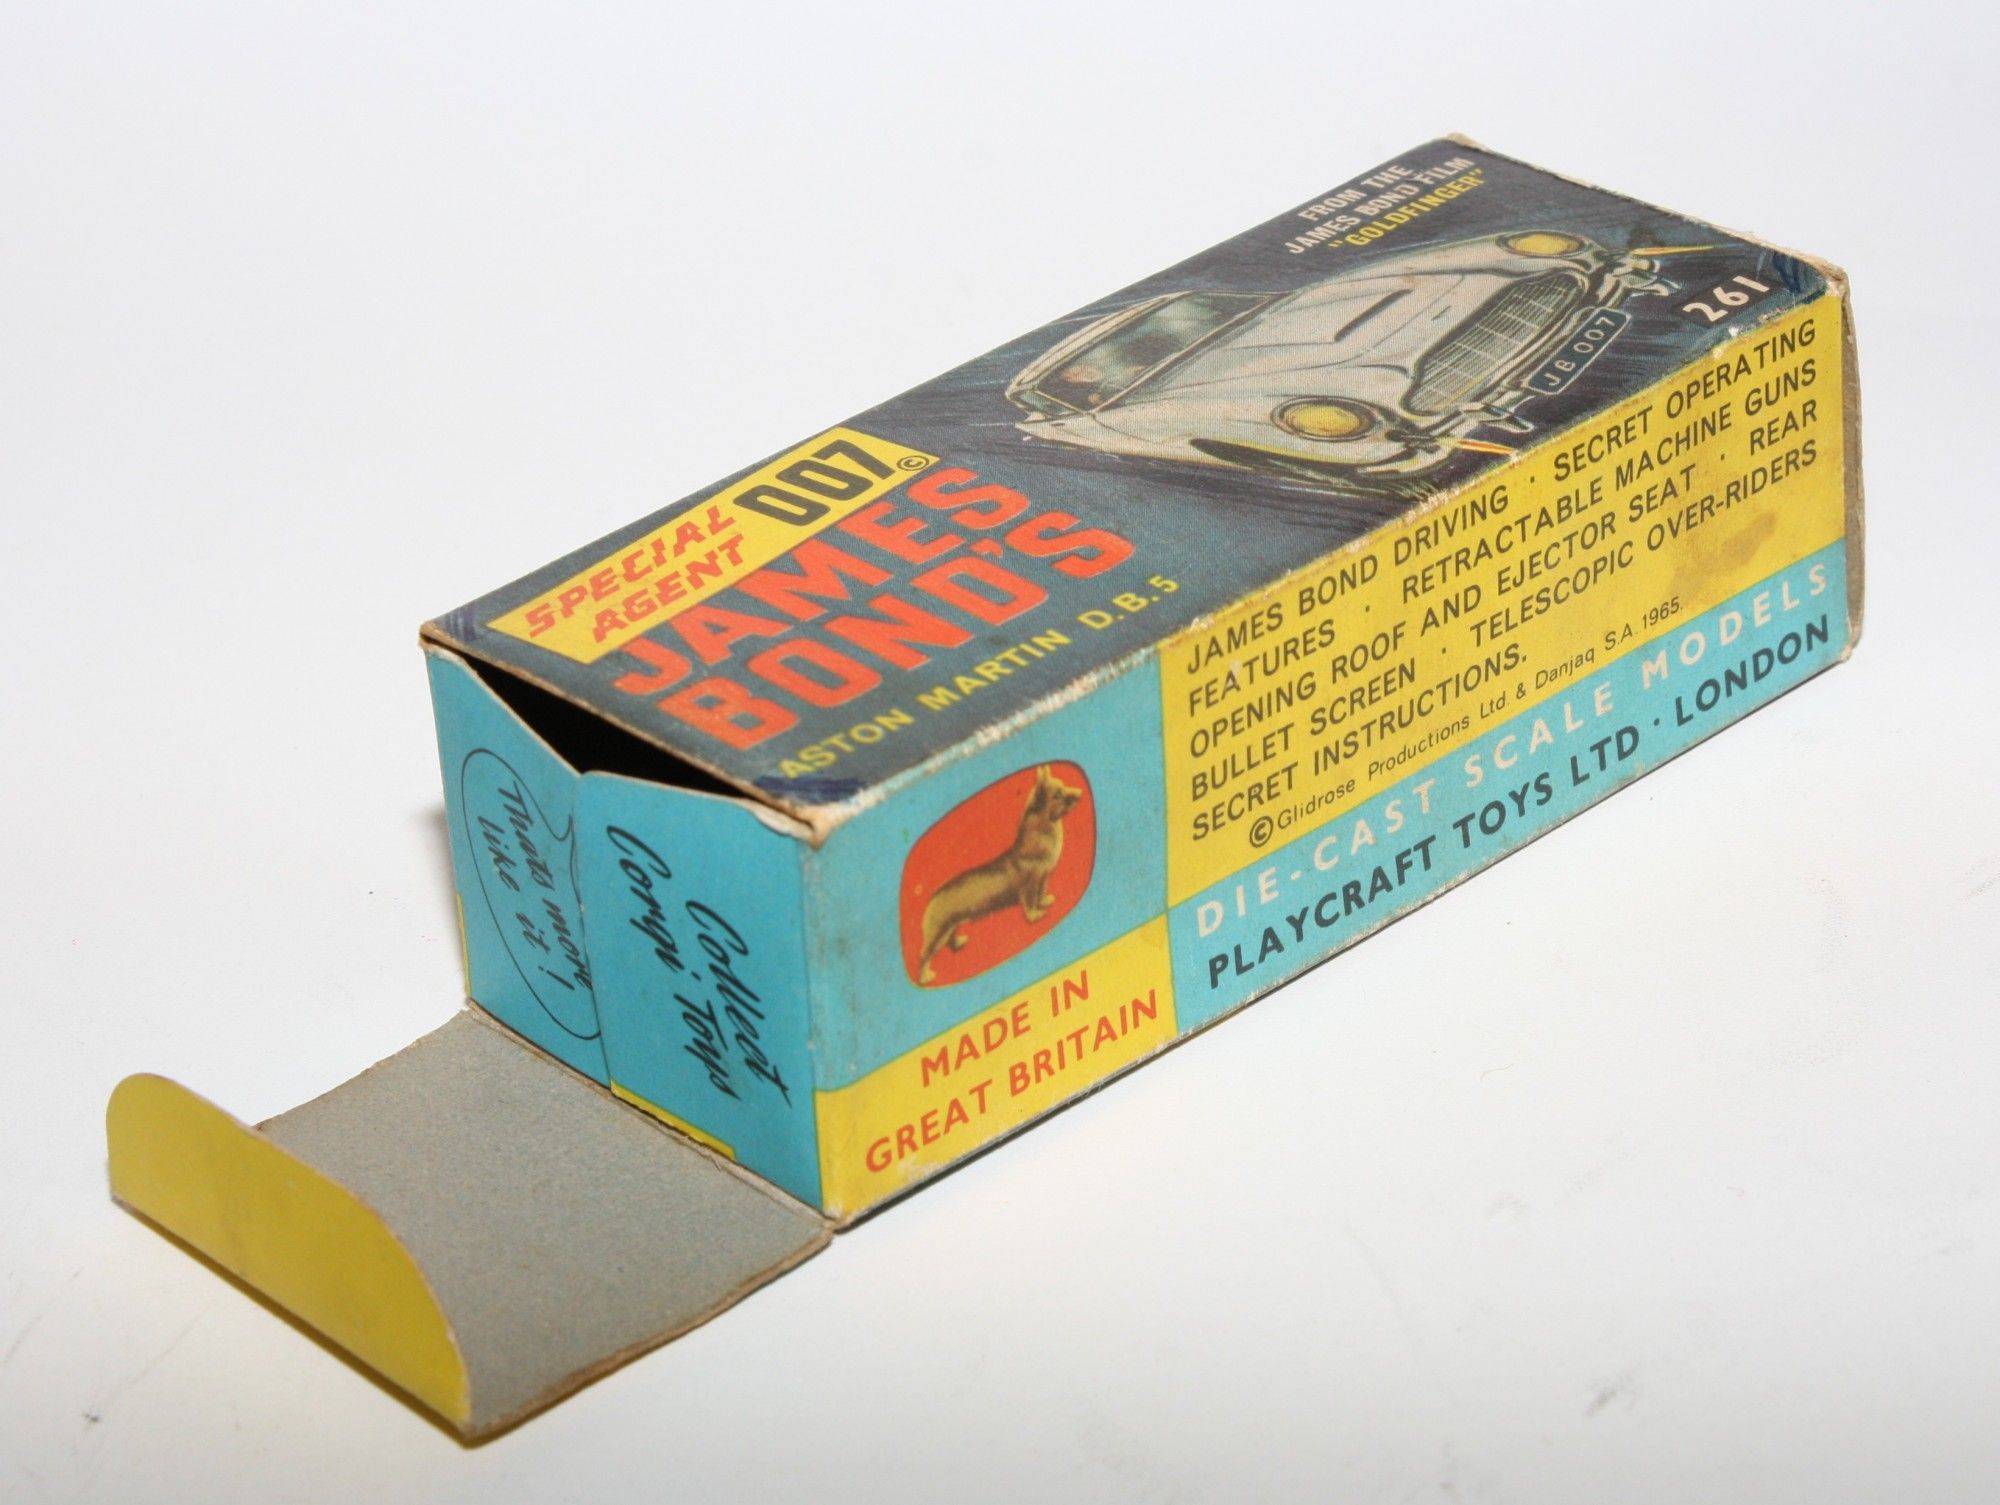 FROM THE
JAMES BOND FILM
"GOLDFINGER"
JB 007
261
SPECIAL
AGENT
007 ©
JAMES
BOND'S
ASTON MARTIN D.B.5
JAMES BOND DRIVING · SECRET OPERATING
FEATURES · RETRACTABLE MACHINE GUNS
OPENING ROOF AND EJECTOR SEAT · REAR
BULLET SCREEN · TELESCOPIC OVER-RIDERS
SECRET INSTRUCTIONS.
©Glidrose Productions Ltd. & Danjaq S.A. 1965.
DIE-CAST SCALE MODELS
PLAYCRAFT TOYS LTD · LONDON
MADE IN
GREAT BRITAIN
Collect
Corgi Toys
That's more
like it!